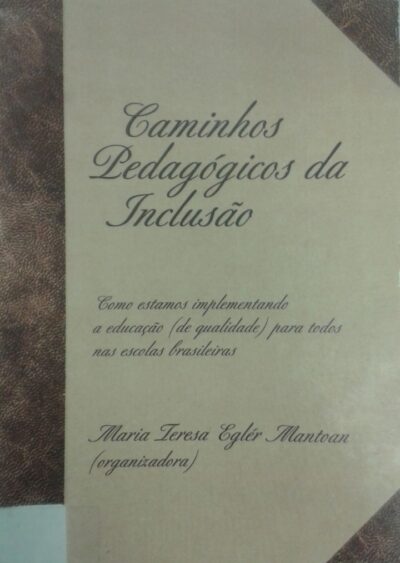 Caminhos
Pedagógicos da
Inclusão
Como estamos implementando
a educação (de qualidade) para todos
nas escolas brasileiras
Maria Teresa Eglér Mantoan
(organizadora)